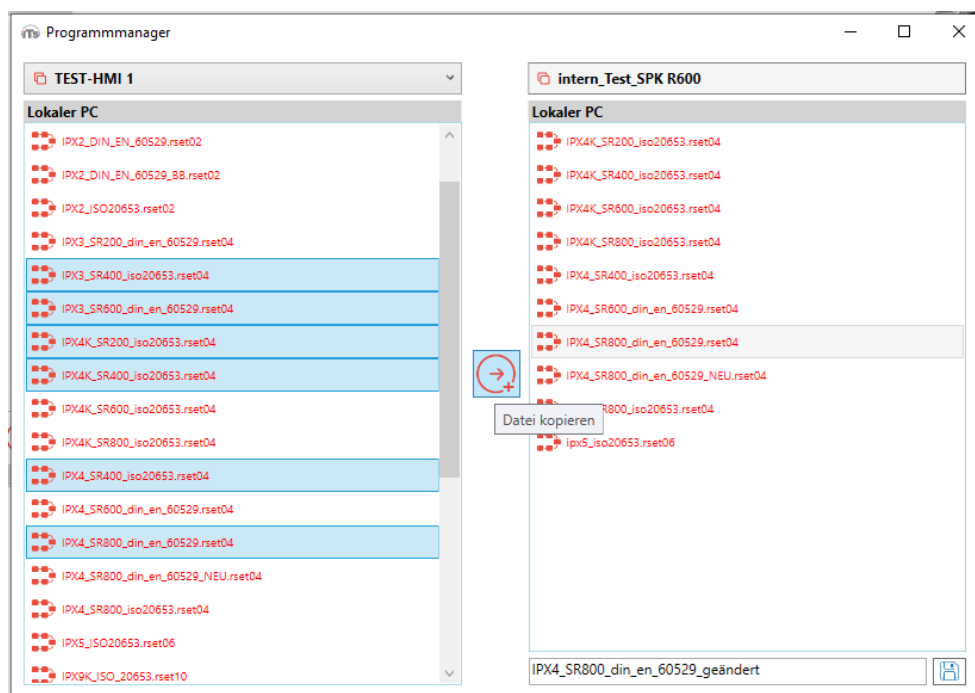 iTS Programmmanager
TEST-HMI 1
Lokaler PC
IPX2_DIN_EN_60529.rset02
IPX2_DIN_EN_60529_BB.rset02
IPX2_ISO20653.rset02
IPX3_SR200_din_en_60529.rset04
IPX3_SR400_iso20653.rset04
IPX3_SR600_din_en_60529.rset04
IPX4K_SR200_iso20653.rset04
IPX4K_SR400_iso20653.rset04
IPX4K_SR600_iso20653.rset04
IPX4K_SR800_iso20653.rset04
IPX4_SR400_iso20653.rset04
IPX4_SR600_din_en_60529.rset04
IPX4_SR800_din_en_60529.rset04
IPX4_SR800_din_en_60529_NEU.rset04
IPX4_SR800_iso20653.rset04
IPX5_ISO20653.rset06
IPX9K_ISO_20653.rset10
Datei kopieren
intern_Test_SPK R600
Lokaler PC
IPX4K_SR200_iso20653.rset04
IPX4K_SR400_iso20653.rset04
IPX4K_SR600_iso20653.rset04
IPX4K_SR800_iso20653.rset04
IPX4_SR400_iso20653.rset04
IPX4_SR600_din_en_60529.rset04
IPX4_SR800_din_en_60529.rset04
IPX4_SR800_din_en_60529_NEU.rset04
R800_iso20653.rset04
ipx5_iso20653.rset06
IPX4_SR800_din_en_60529_geändert